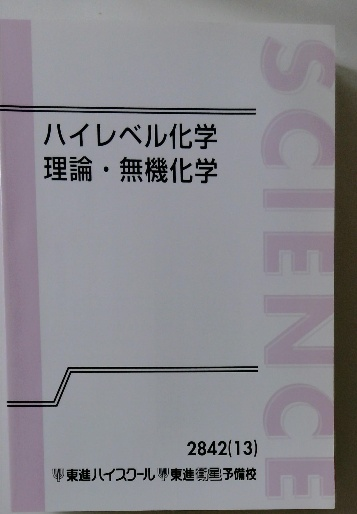 SCIENCE
ハイレベル化学
理論・無機化学
2842(13)
東進ハイスクール 東進衛星予備校